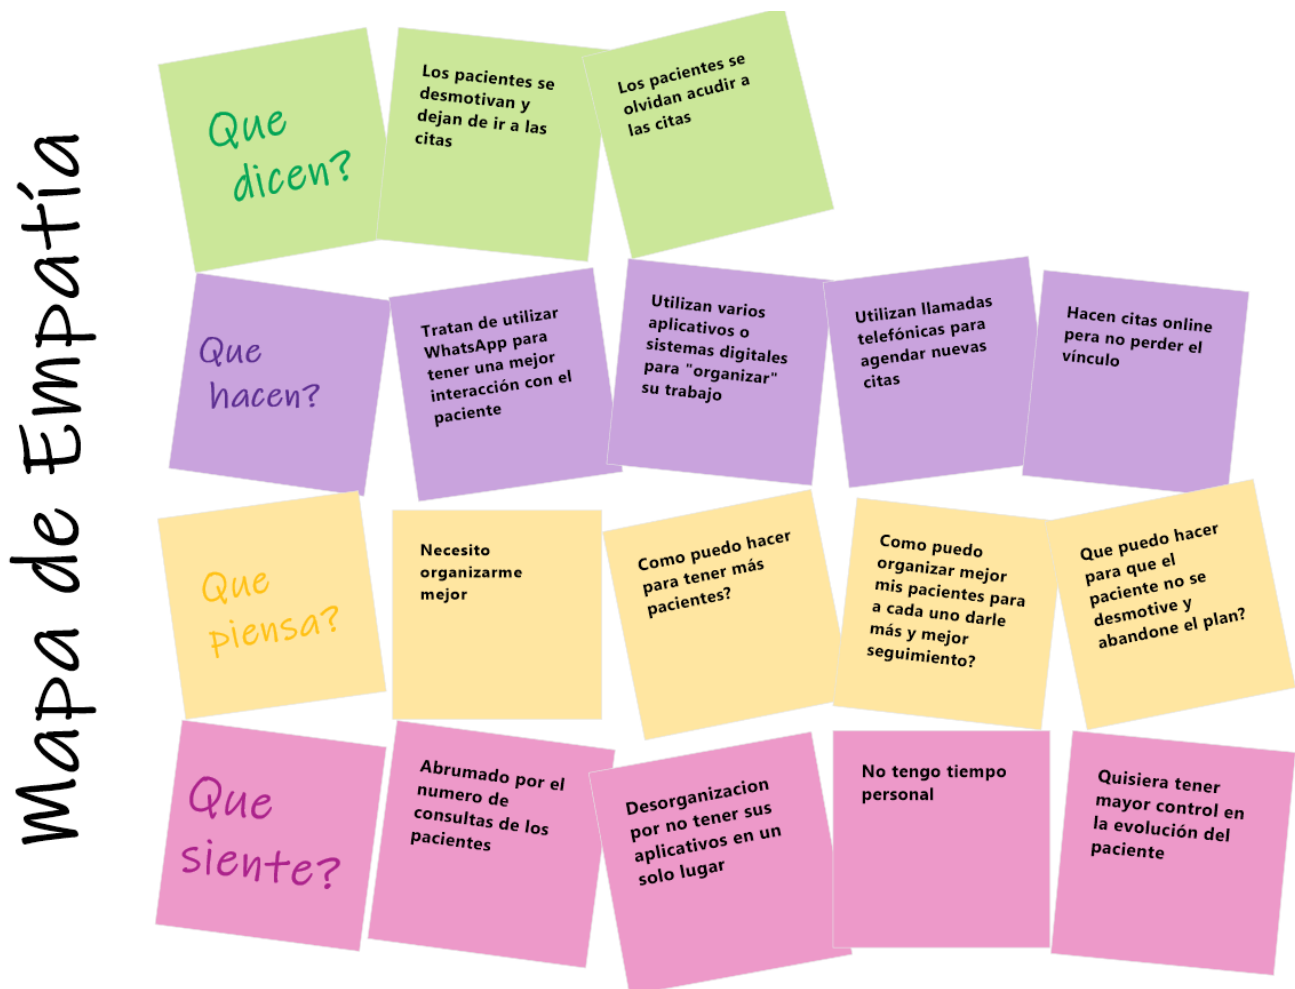 Mapa de Empatía
Que
dicen?
Los pacientes se
desmotivan y
dejan de ir a las
citas
Los pacientes se
olvidan acudir a
las citas
Que
hacen?
Tratan de utilizar
WhatsApp para
tener una mejor
interacción con el
paciente
Utilizan varios
aplicativos o
sistemas digitales
para "organizar"
su trabajo
Utilizan llamadas
telefónicas para
agendar nuevas
citas
Hacen citas online
pera no perder el
vínculo
Que
piensa?
Necesito
organizarme
mejor
Como puedo hacer
para tener más
pacientes?
Como puedo
organizar mejor
mis pacientes para
a cada uno darle
más y mejor
seguimiento?
Que puedo hacer
para que el
paciente no se
desmotive y
abandone el plan?
Que
siente?
Abrumado por el
numero de
consultas de los
pacientes
Desorganizacion
por no tener sus
aplicativos en un
solo lugar
No tengo tiempo
personal
Quisiera tener
mayor control en
la evolución del
paciente